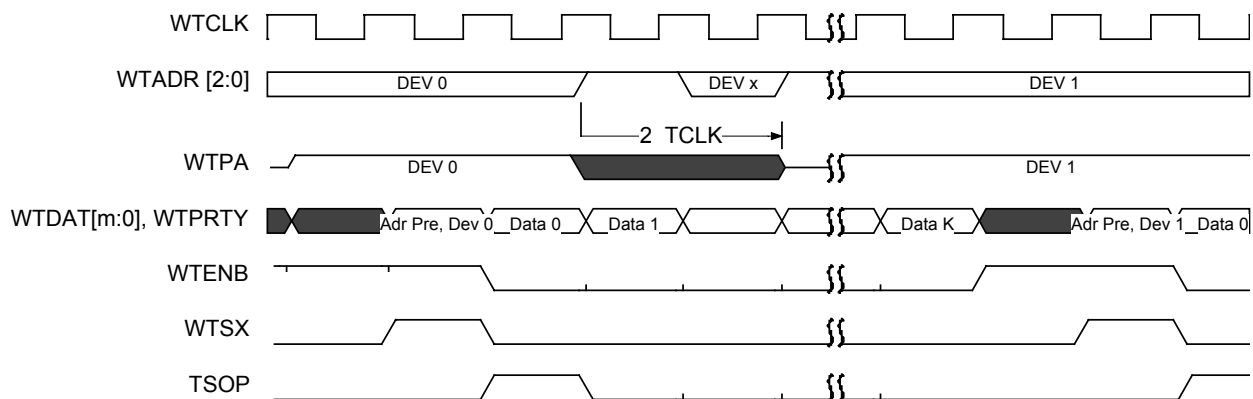 WTCLK
WTADR [2:0] DEV 0 DEV x DEV 1
2 TCLK
WTPA DEV 0 DEV 1
WTDAT[m:0], WTPRTY Adr Pre, Dev 0 Data 0 Data 1 Data K Adr Pre, Dev 1 Data 0
WTENB
WTSX
TSOP